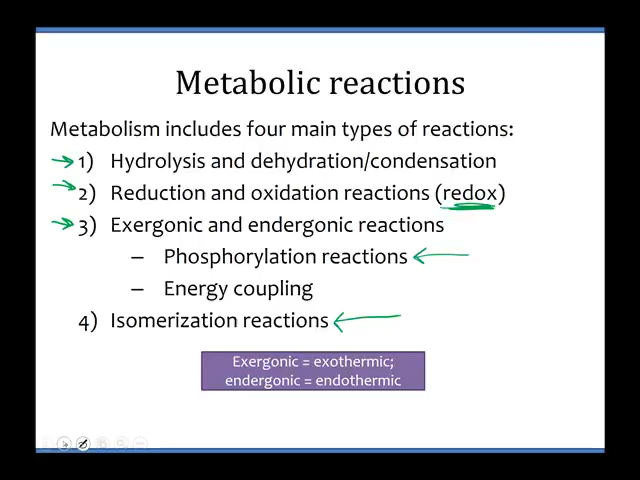 Metabolic reactions
Metabolism includes four main types of reactions:
1) Hydrolysis and dehydration/condensation
2) Reduction and oxidation reactions (redox)
3) Exergonic and endergonic reactions
– Phosphorylation reactions
– Energy coupling
4) Isomerization reactions
Exergonic = exothermic;
endergonic = endothermic